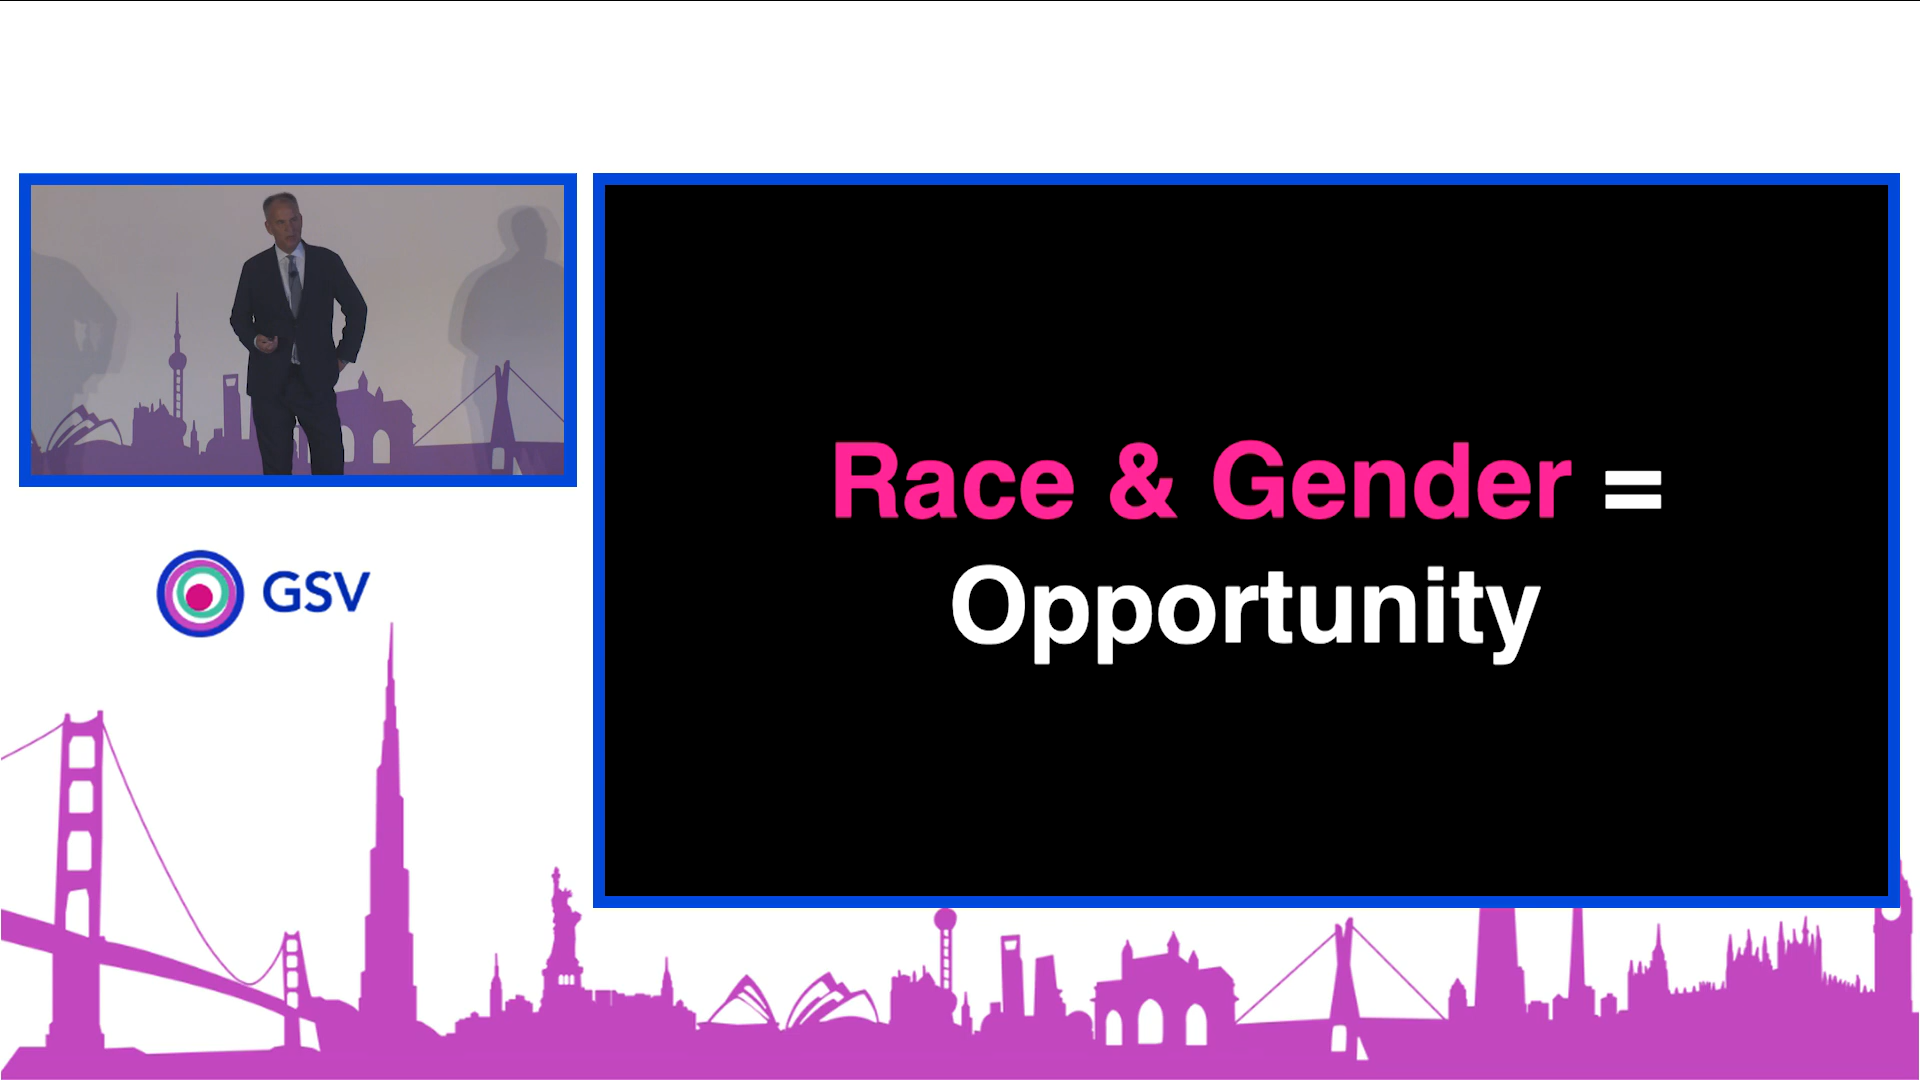 GSV
Race & Gender =
Opportunity